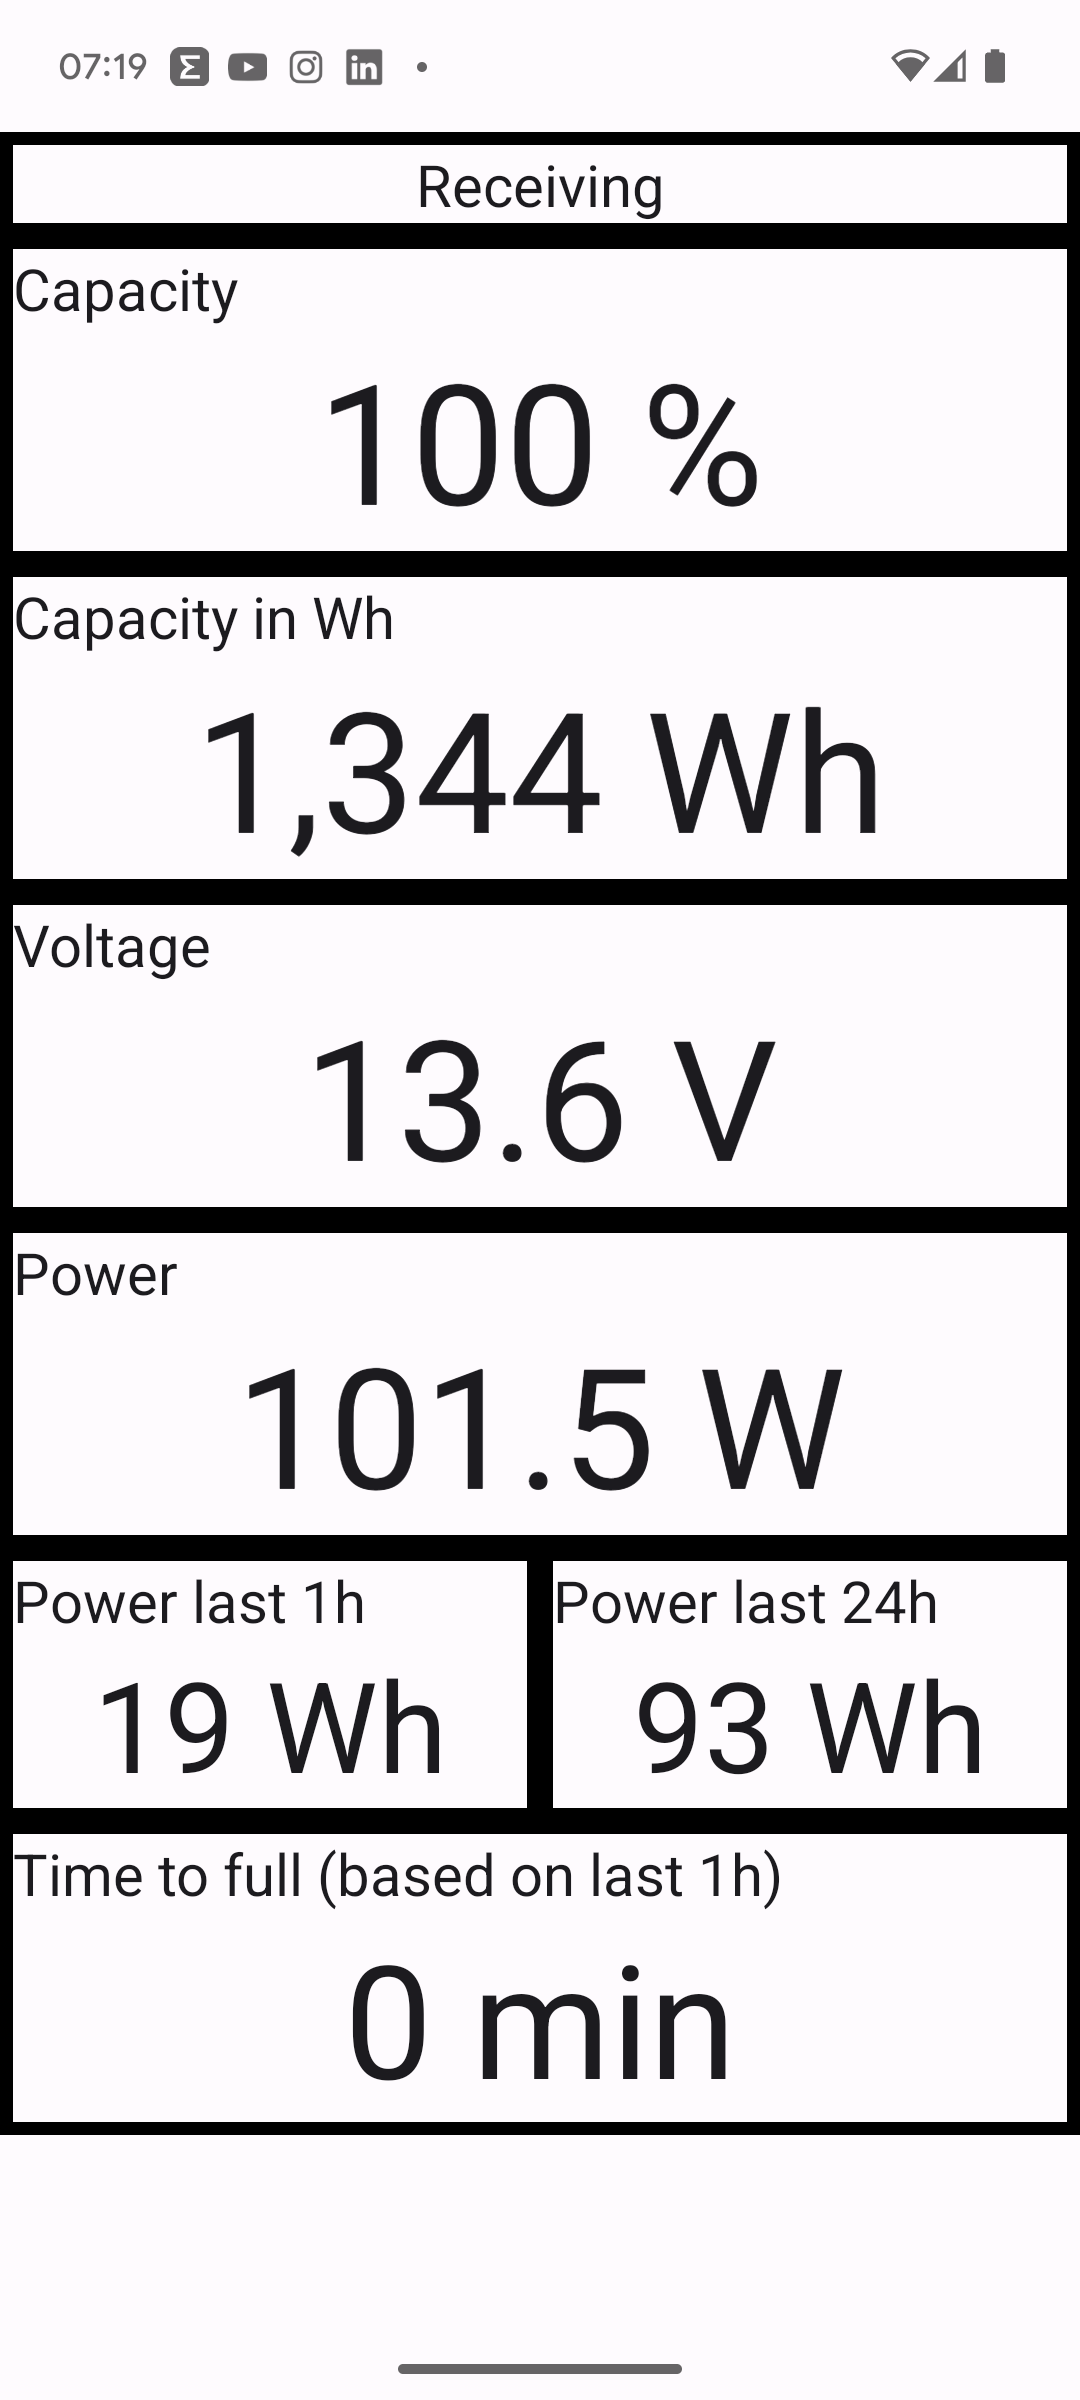 07:19
Receiving
Capacity
100 %
Capacity in Wh
1,344 Wh
Voltage
13.6 V
Power
101.5 W
Power last 1h
19 Wh
Power last 24h
93 Wh
Time to full (based on last 1h)
0 min